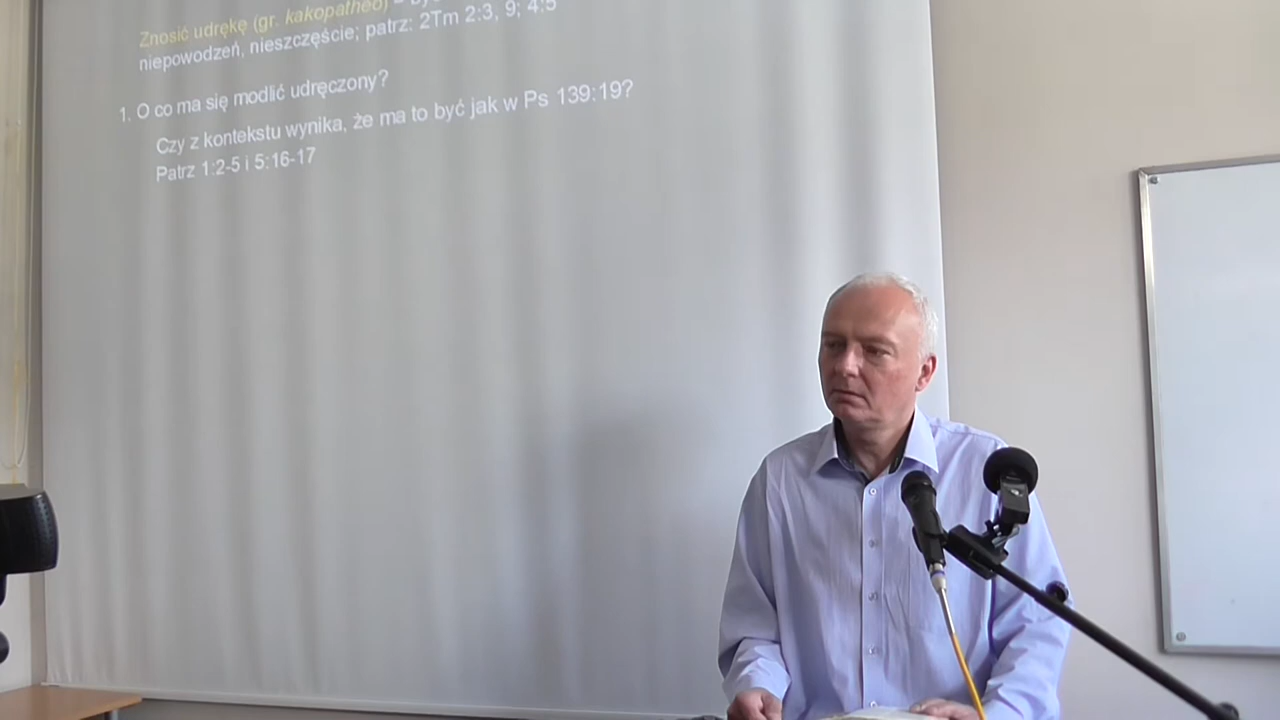 Znosić udrękę (gr. kakopatheo) –
niepowodzeń, nieszczęście; patrz: 2Tm 2:3, 9; 4:5
1. O co ma się modlić udręczony?
Czy z kontekstu wynika, że ma to być jak w Ps 139:19?
Patrz 1:2-5 i 5:16-17